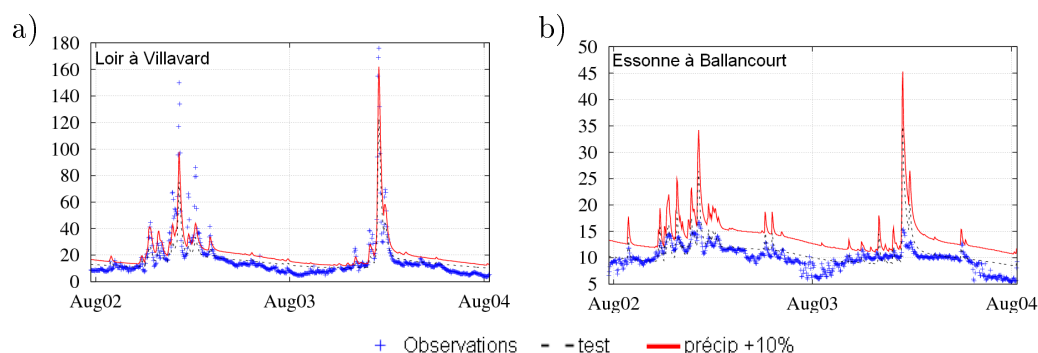 a)
Loir à Villavard
180
160
140
120
100
80
60
40
20
0
Aug02 Aug03 Aug04
b)
Essonne à Ballancourt
50
45
40
35
30
25
20
15
10
5
Aug02 Aug03 Aug04
Observations test précip +10%